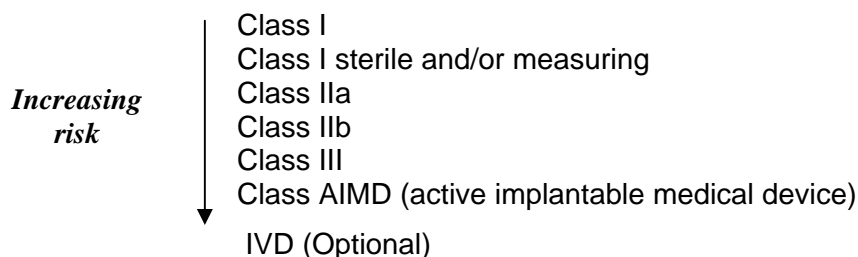 Class I
Class I sterile and/or measuring
Class IIa
Increasing
risk
Class IIb
Class III
Class AIMD (active implantable medical device)
IVD (Optional)